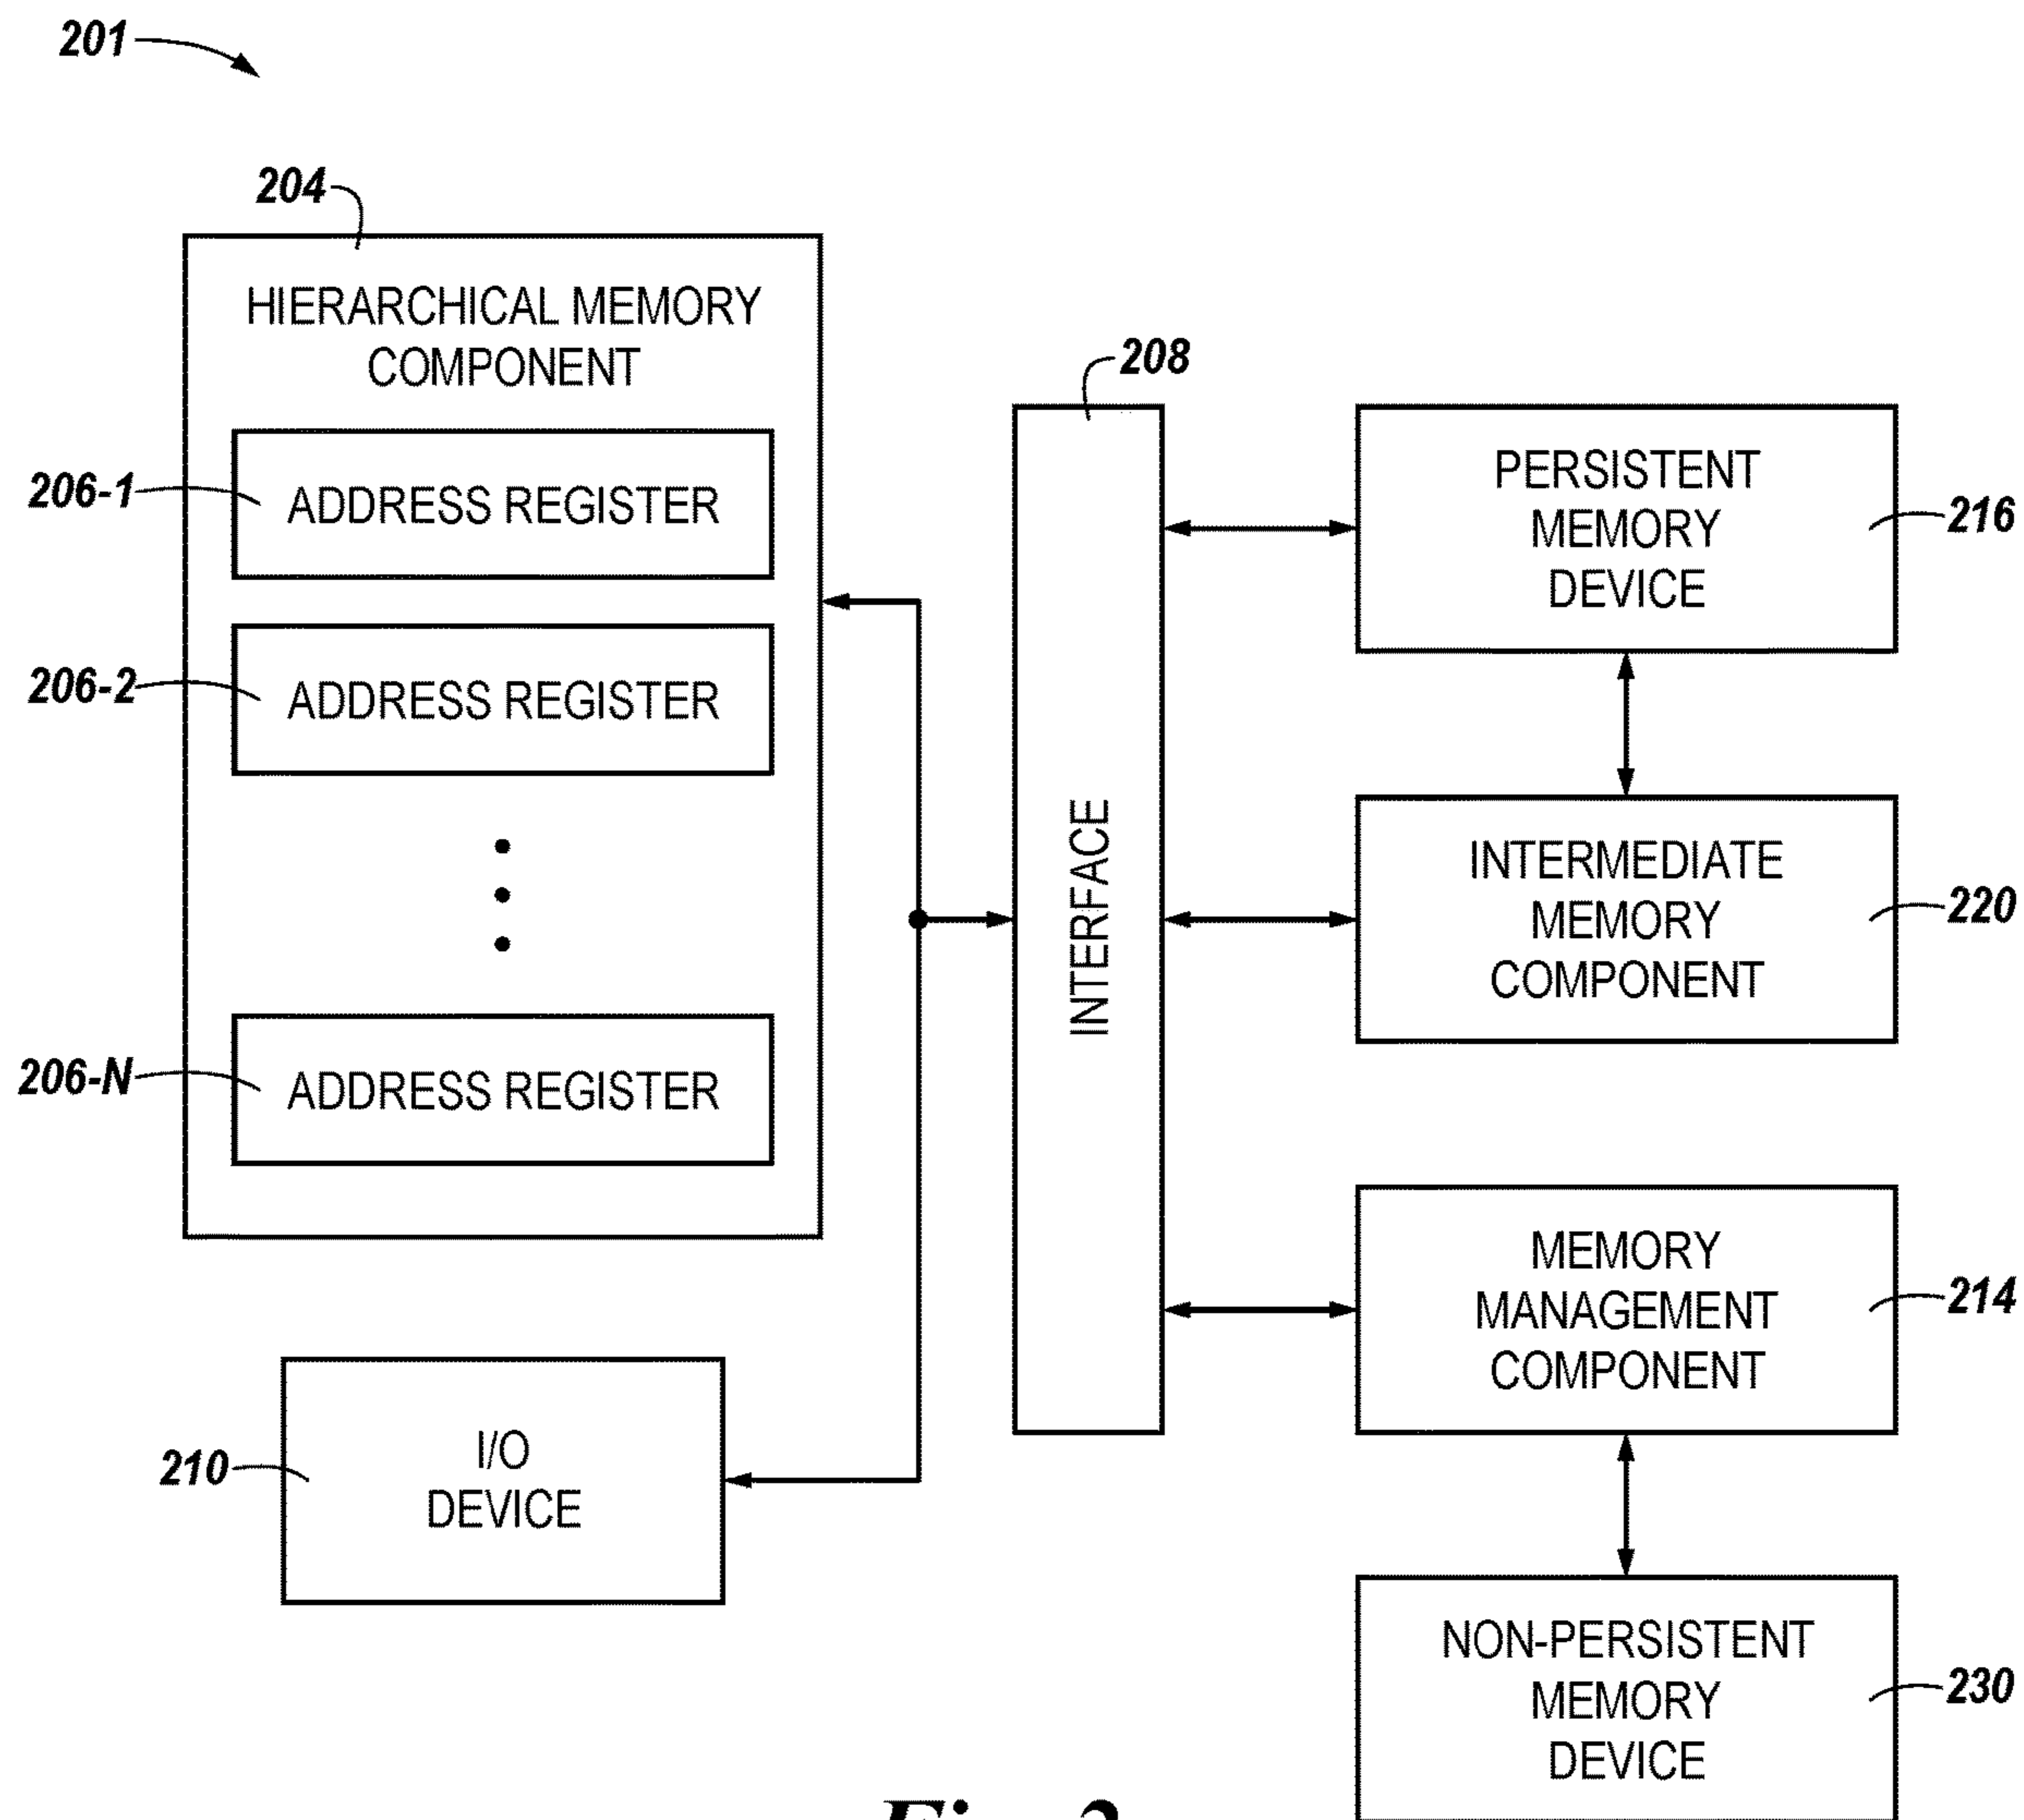 201
204
HIERARCHICAL MEMORY
COMPONENT
206-1
ADDRESS REGISTER
206-2
ADDRESS REGISTER
206-N
ADDRESS REGISTER
210
I/O
DEVICE
208
INTERFACE
PERSISTENT
MEMORY
DEVICE
216
INTERMEDIATE
MEMORY
COMPONENT
220
MEMORY
MANAGEMENT
COMPONENT
214
NON-PERSISTENT
MEMORY
DEVICE
230